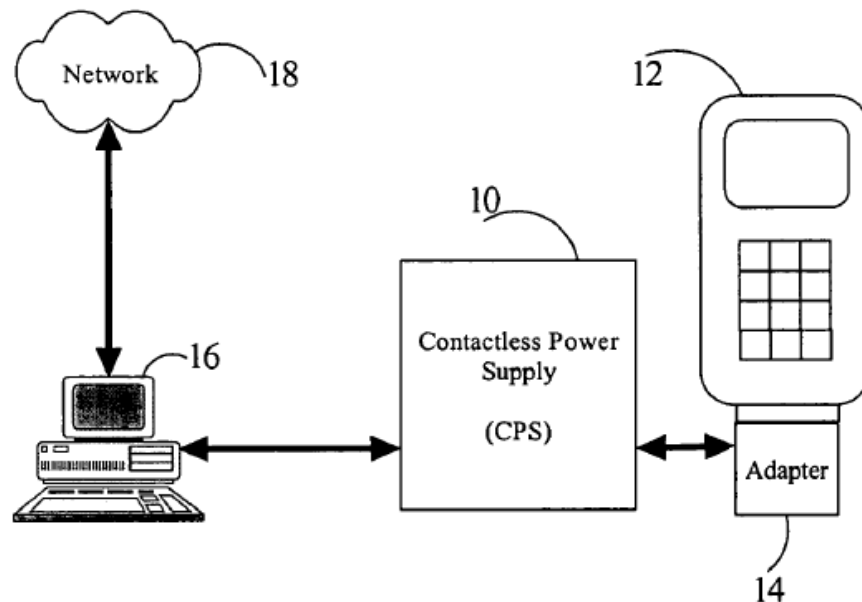 Network
18
12
10
16
Contactless Power
Supply
(CPS)
Adapter
14